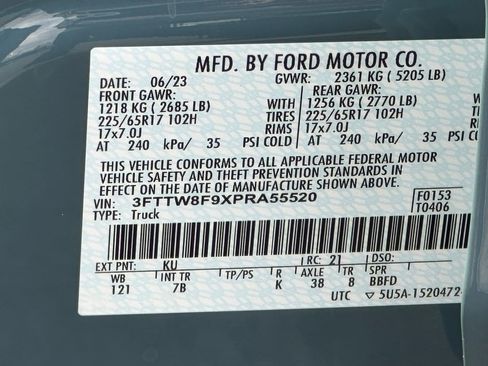 MFD. BY FORD MOTOR CO.
DATE: 06/23 GVWR: 2361 KG ( 5205 LB)
FRONT GAWR: REAR GAWR:
1218 KG ( 2685 LB) WITH 1256 KG ( 2770 LB)
225/65R17 102H TIRES 225/65R17 102H
17x7.0J RIMS 17x7.0J
AT 240 kPa/ 35 PSI COLD AT 240 kPa/ 35 PSI COLD
THIS VEHICLE CONFORMS TO ALL APPLICABLE FEDERAL MOTOR
VEHICLE SAFETY AND THEFT PREVENTION STANDARDS IN
EFFECT ON THE DATE OF MANUFACTURE SHOWN ABOVE.
VIN: 3FTTW8F9XPRA55520 F0153
TYPE: Truck T0406
EXT PNT: KU RC: 21
WB INT TR TP/PS R AXLE TR SPR
121 7B K 38 8 BBFD
UTC ▽ 5U5A-1520472-